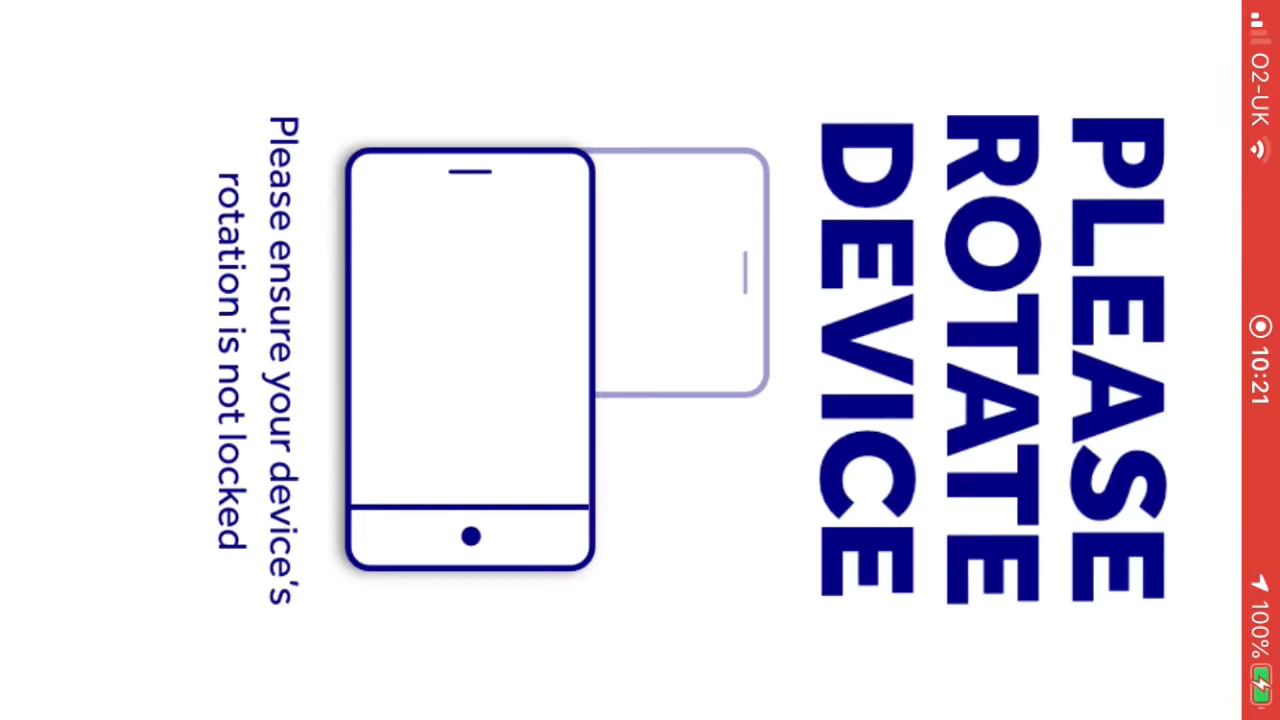 O2-UK 10:21 100%
PLEASE
ROTATE
DEVICE
Please ensure your device's
rotation is not locked